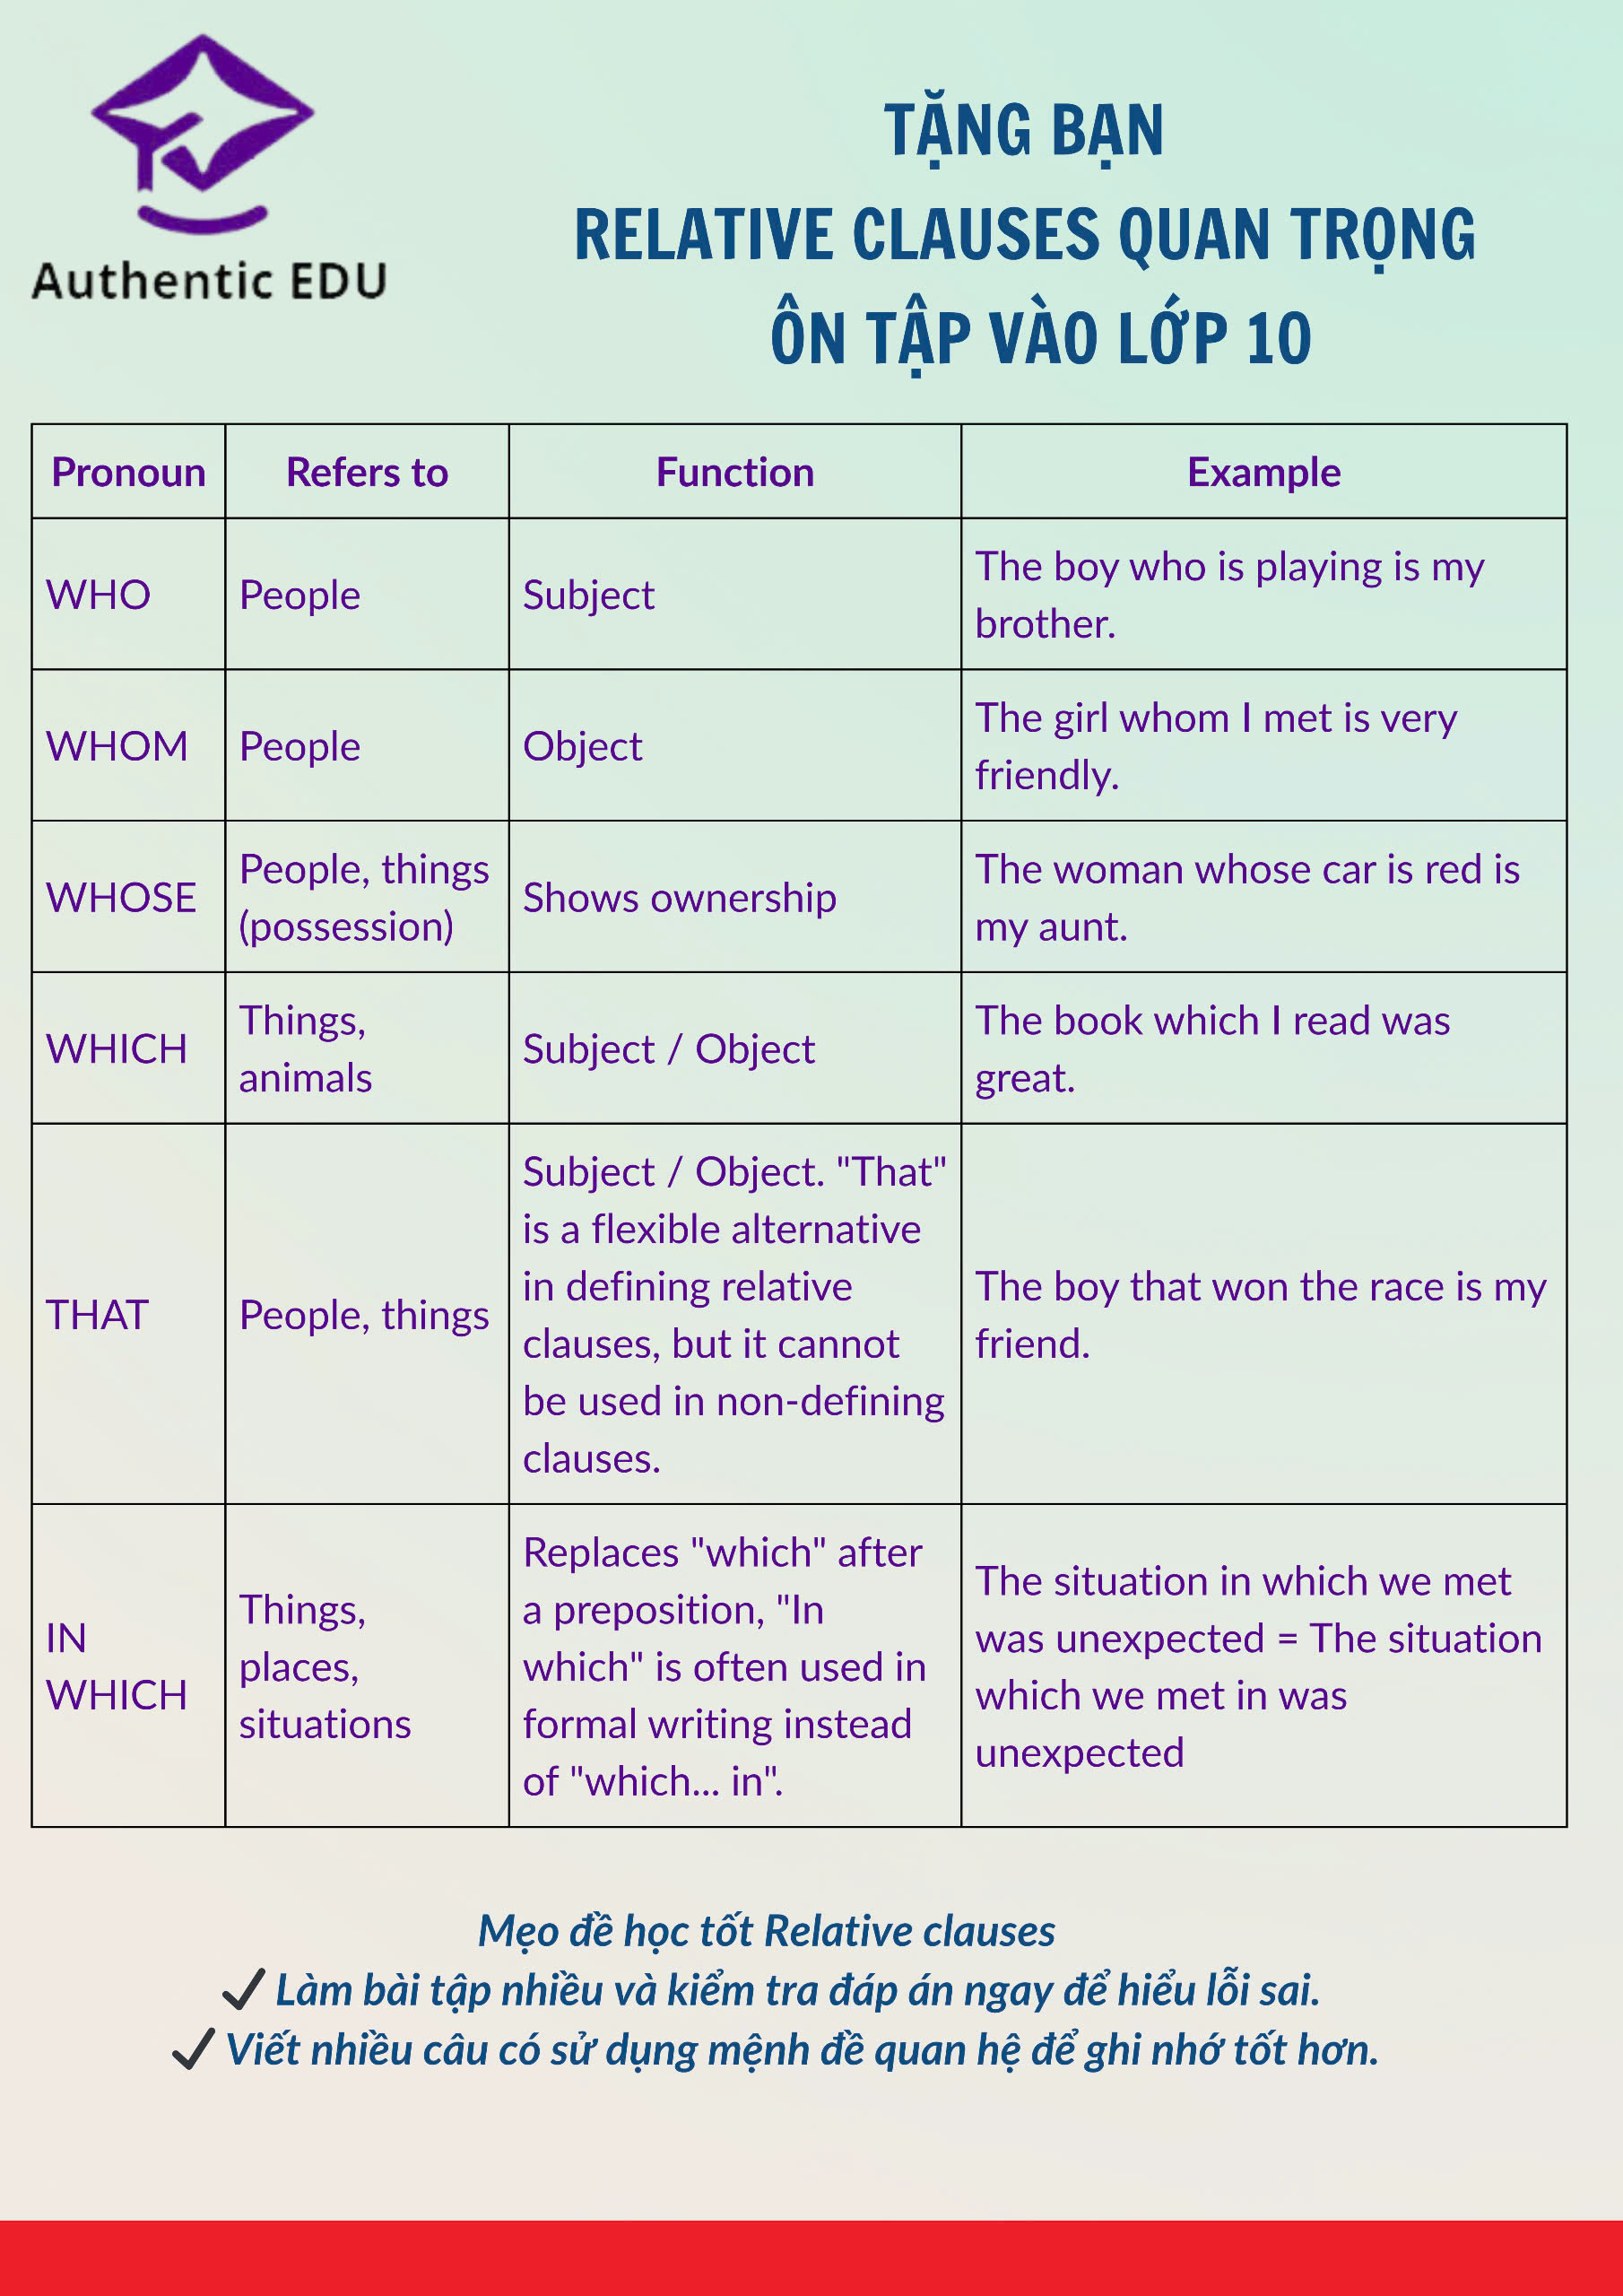 Authentic EDU
TẶNG BẠN
RELATIVE CLAUSES QUAN TRỌNG
ÔN TẬP VÀO LỚP 10
Pronoun Refers to Function Example
WHO People Subject The boy who is playing is my
brother.
WHOM People Object The girl whom I met is very
friendly.
WHOSE People, things
(possession) Shows ownership The woman whose car is red is
my aunt.
WHICH Things,
animals Subject / Object The book which I read was
great.
THAT People, things Subject / Object. "That"
is a flexible alternative
in defining relative
clauses, but it cannot
be used in non-defining
clauses.
The boy that won the race is my
friend.
IN
WHICH
Things,
places,
situations
Replaces "which" after
a preposition, "In
which" is often used in
formal writing instead
of "which... in".
The situation in which we met
was unexpected = The situation
which we met in was
unexpected
Mẹo đề học tốt Relative clauses
✓ Làm bài tập nhiều và kiểm tra đáp án ngay để hiểu lỗi sai.
✓ Viết nhiều câu có sử dụng mệnh đề quan hệ để ghi nhớ tốt hơn.